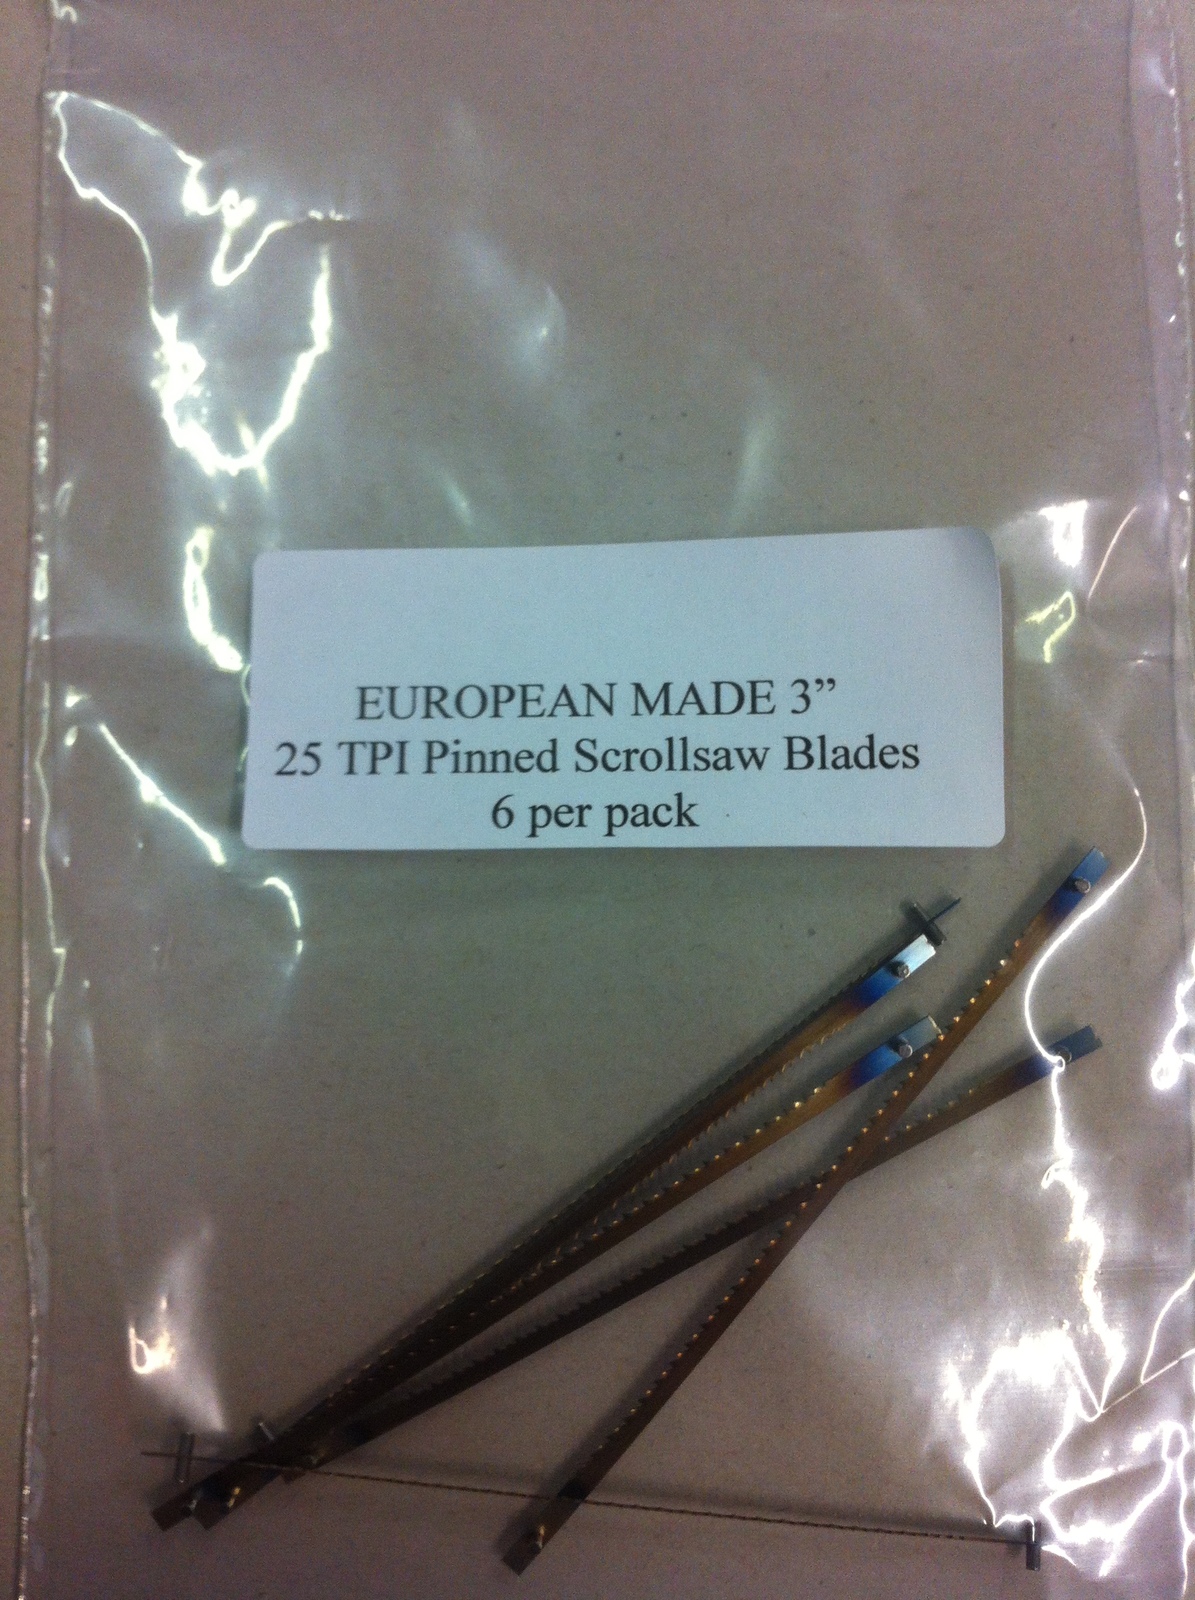 EUROPEAN MADE 3”
25 TPI Pinned Scrollsaw Blades
6 per pack